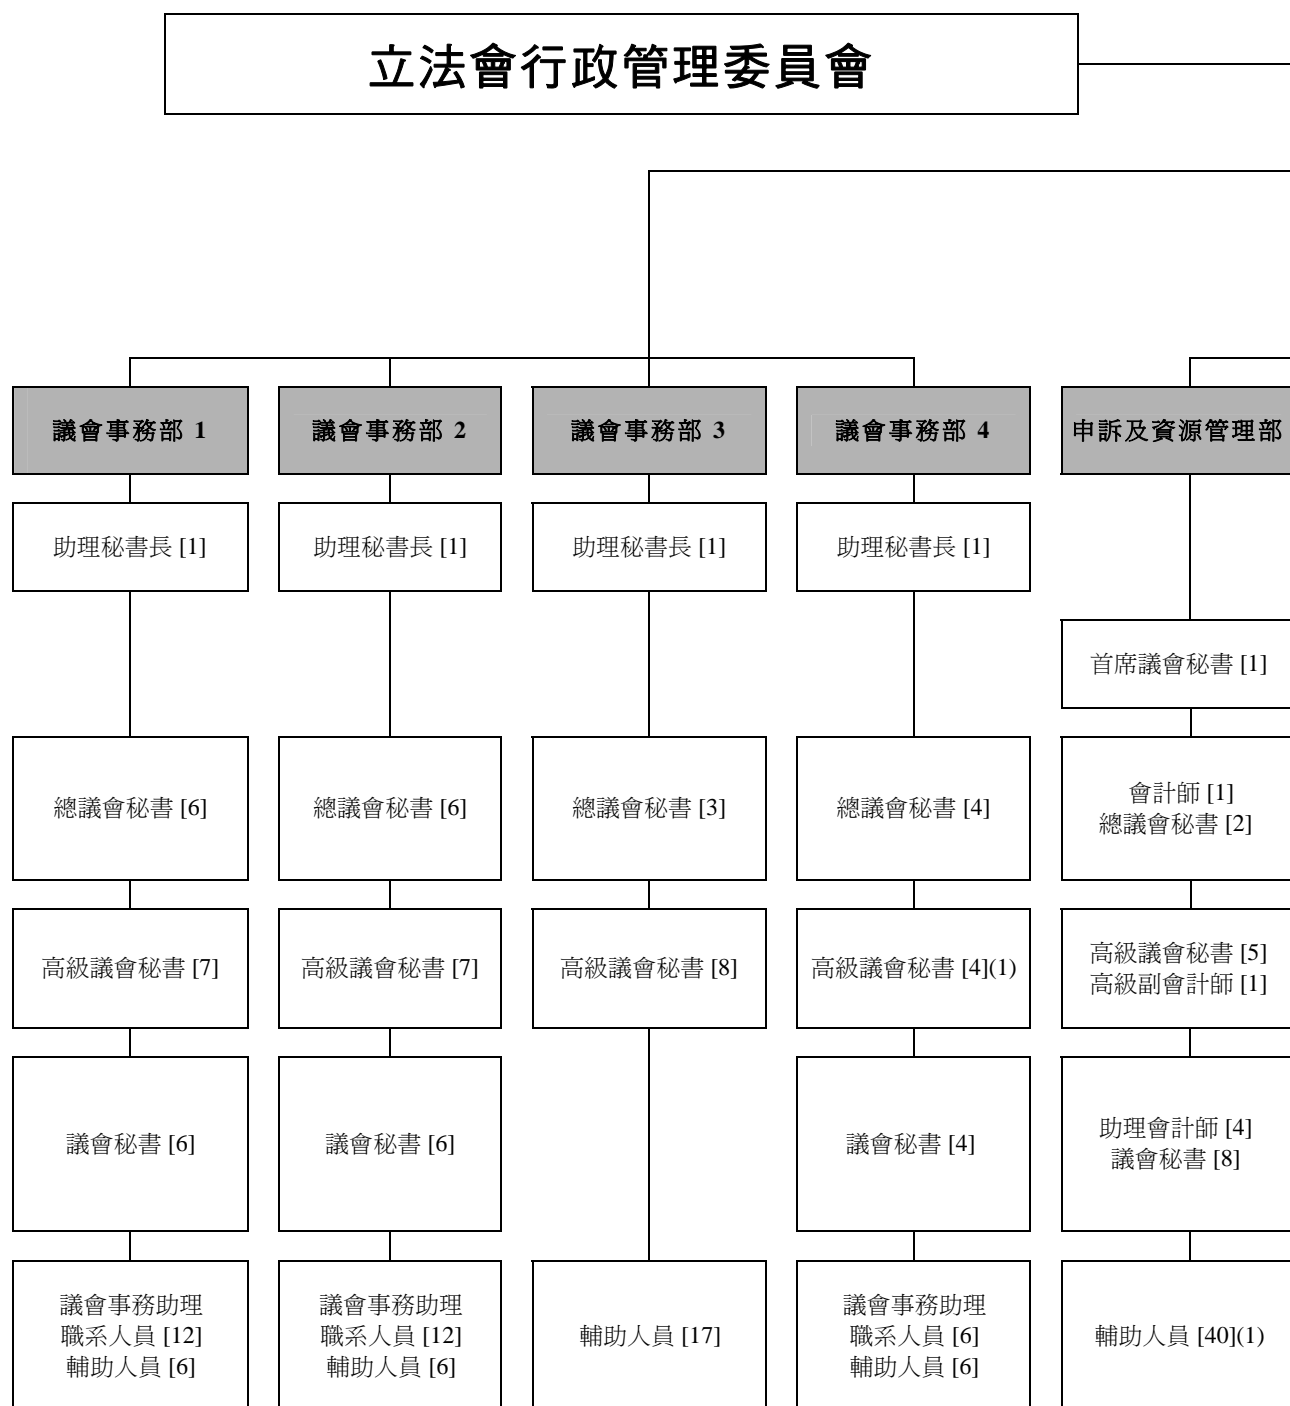 立法會行政管理委員會
議會事務部 1
議會事務部 2
議會事務部 3
議會事務部 4
申訴及資源管理部
助理秘書長 [1]
助理秘書長 [1]
助理秘書長 [1]
助理秘書長 [1]
首席議會秘書 [1]
總議會秘書 [6]
總議會秘書 [6]
總議會秘書 [3]
總議會秘書 [4]
會計師 [1]
總議會秘書 [2]
高級議會秘書 [7]
高級議會秘書 [7]
高級議會秘書 [8]
高級議會秘書 [4](1)
高級議會秘書 [5]
高級副會計師 [1]
議會秘書 [6]
議會秘書 [6]
議會秘書 [4]
助理會計師 [4]
議會秘書 [8]
議會事務助理
職系人員 [12]
輔助人員 [6]
議會事務助理
職系人員 [12]
輔助人員 [6]
輔助人員 [17]
議會事務助理
職系人員 [6]
輔助人員 [6]
輔助人員 [40](1)